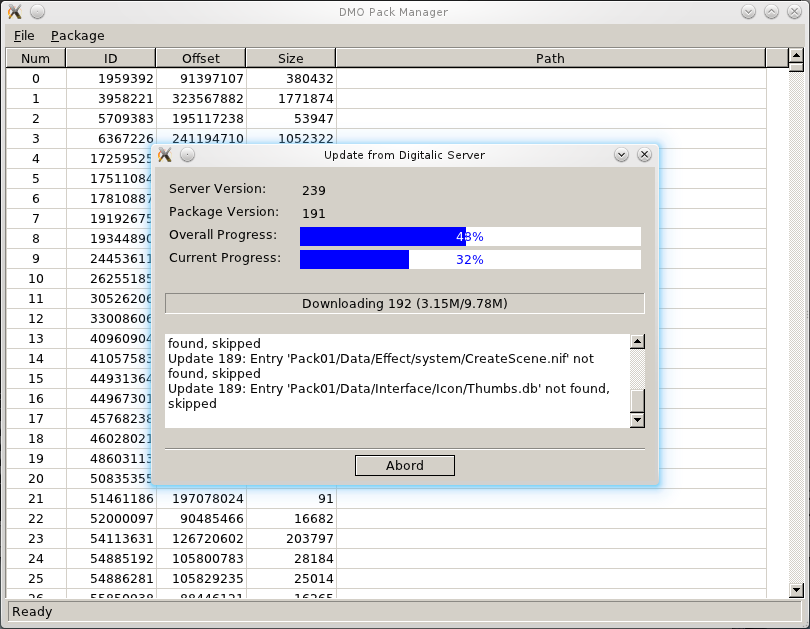 DMO Pack Manager
File Package
Num ID Offset Size Path
0 1959392 91397107 380432
1 3958221 323567882 1771874
2 5709383 195117238 53947
3 6367226 241194710 1052322
4 17259525
5 17511084
6 17810887
7 19192675
8 19344890
9 24453611
10 26255185
11 30526206
12 33008606
13 40960904
14 41057583
15 44931364
16 44967301
17 45768238
18 46028021
19 48603113
20 50835355
Update from Digitalic Server
Server Version: 239
Package Version: 191
Overall Progress: 48%
Current Progress: 32%
Downloading 192 (3.15M/9.78M)
found, skipped
Update 189: Entry 'Pack01/Data/Effect/system/CreateScene.nif' not
found, skipped
Update 189: Entry 'Pack01/Data/Interface/Icon/Thumbs.db' not found,
skipped
Abord
21 51461186 197078024 91
22 52000097 90485466 16682
23 54113631 126720602 203797
24 54885192 105800783 28184
25 54886281 105829235 25014
26 55850938 88446121 16265
Ready